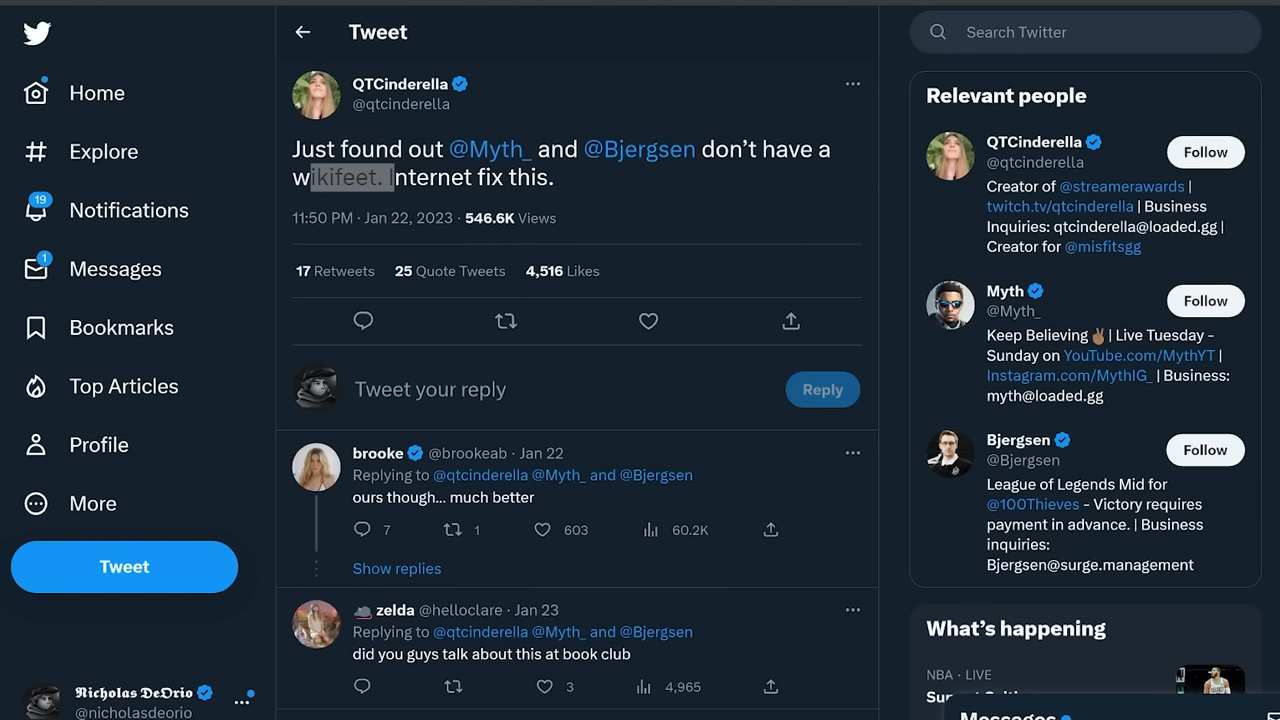 Home
Explore
19
Notifications
1
Messages
Bookmarks
Top Articles
Profile
More
Tweet
𝕹𝖎𝖈𝖍𝖔𝖑𝖆𝖘 𝕯𝖊𝕺𝖗𝖎𝖔
@nicholasdeorio
Tweet
QTCinderella
@qtcinderella
Just found out @Myth_ and @Bjergsen don’t have a
wikifeet. Internet fix this.
11:50 PM · Jan 22, 2023 · 546.6K Views
17 Retweets 25 Quote Tweets 4,516 Likes
Tweet your reply
Reply
brooke @brookeab · Jan 22
Replying to @qtcinderella @Myth_ and @Bjergsen
ours though... much better
7 1 603 60.2K
Show replies
zelda @helloclare · Jan 23
Replying to @qtcinderella @Myth_ and @Bjergsen
did you guys talk about this at book club
3 4,965
Search Twitter
Relevant people
QTCinderella
@qtcinderella
Follow
Creator of @streamerawards |
twitch.tv/qtcinderella | Business
Inquiries: qtcinderella@loaded.gg |
Creator for @misfitsgg
Myth
@Myth_
Follow
Keep Believing ✌🏽 | Live Tuesday -
Sunday on YouTube.com/MythYT |
Instagram.com/MythIG_ | Business:
myth@loaded.gg
Bjergsen
@Bjergsen
Follow
League of Legends Mid for
@100Thieves - Victory requires
payment in advance. | Business
inquiries:
Bjergsen@surge.management
What’s happening
NBA · LIVE
Messages